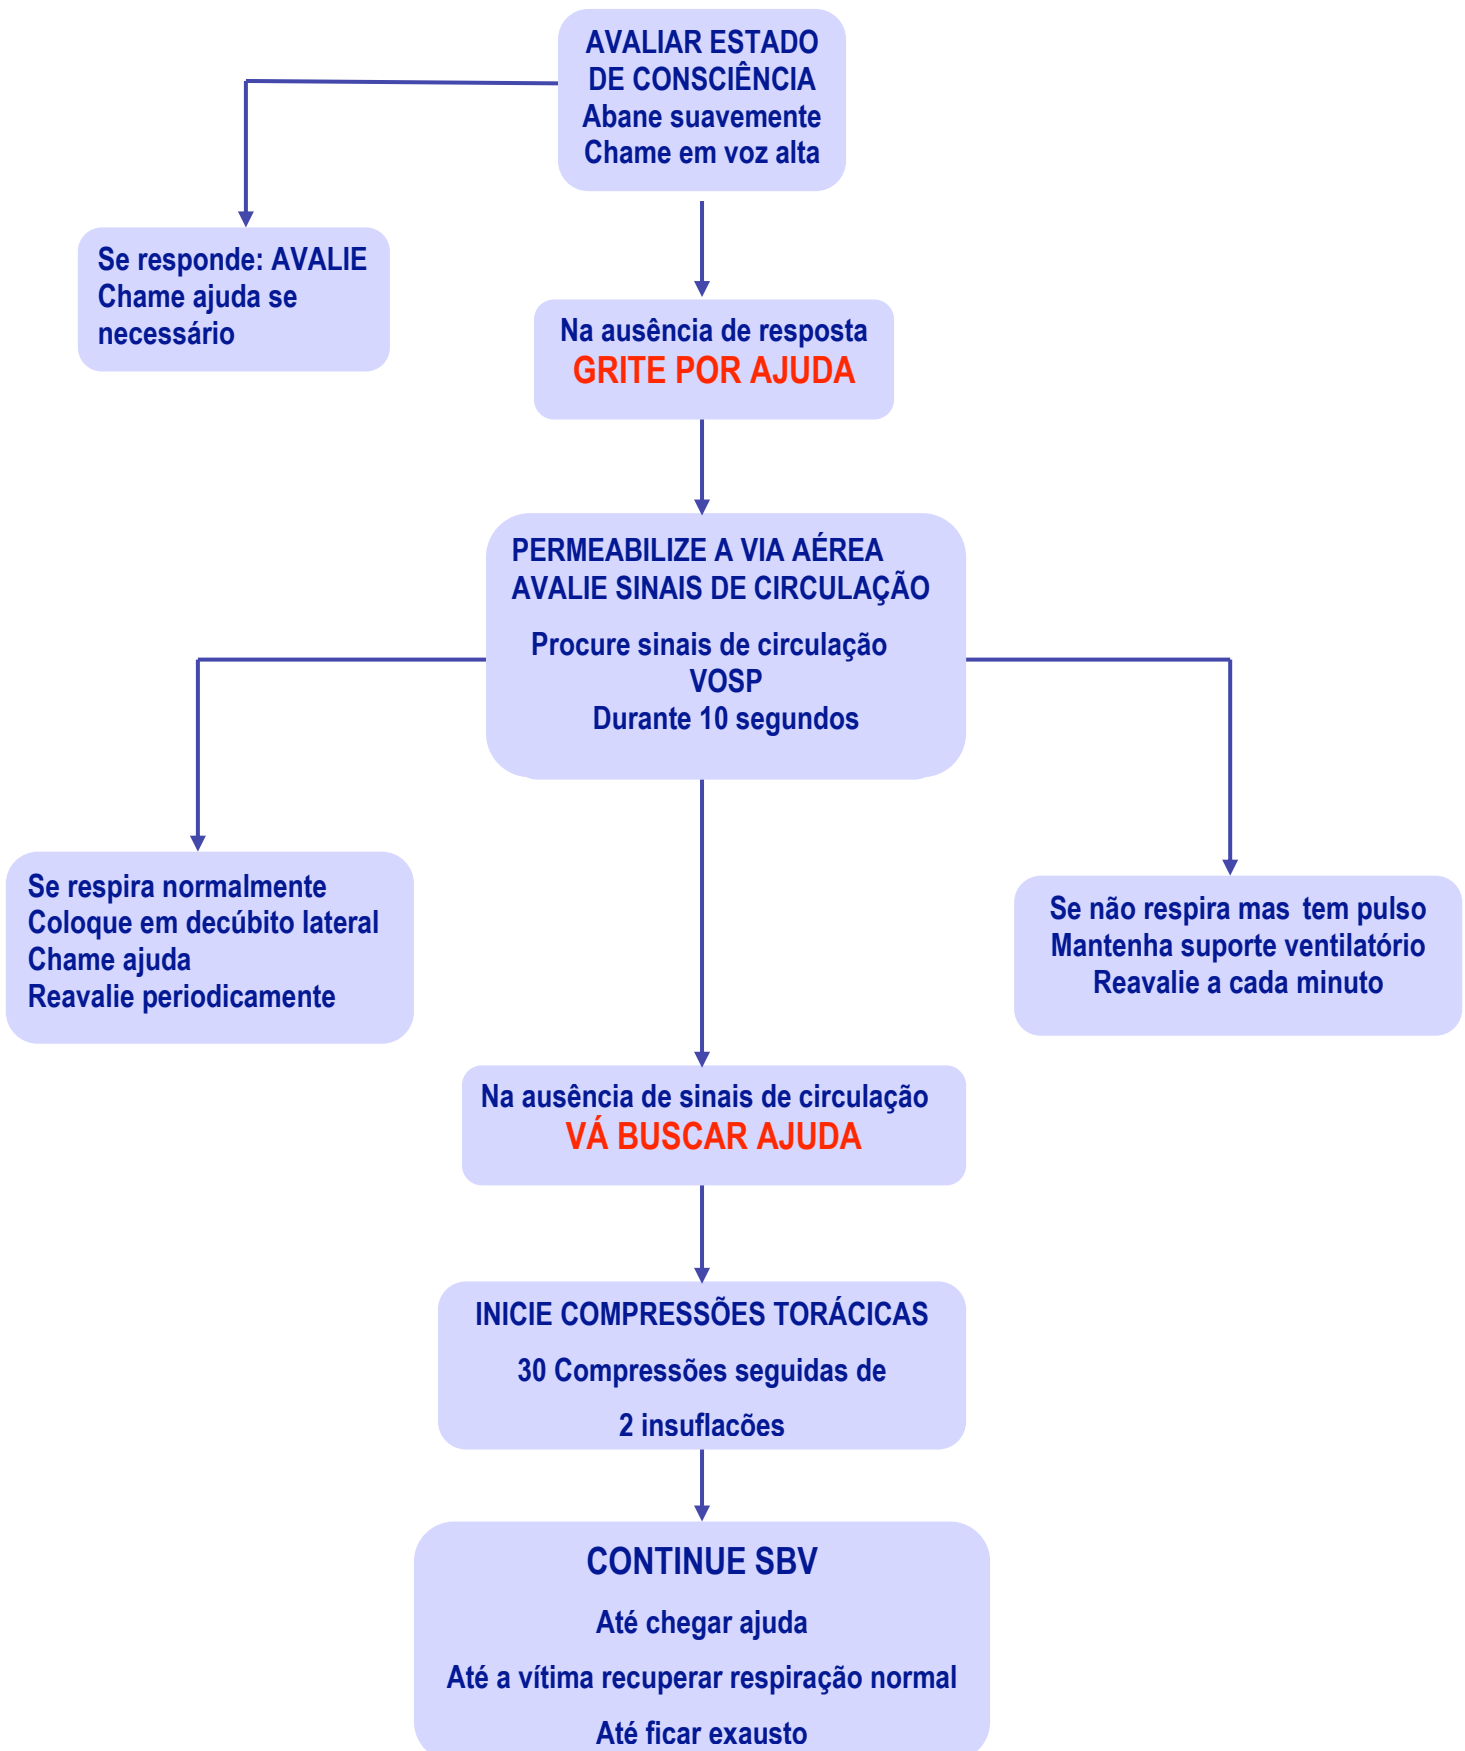 AVALIAR ESTADO
DE CONSCIÊNCIA
Abane suavemente
Chame em voz alta
Se responde: AVALIE
Chame ajuda se
necessário
Na ausência de resposta
GRITE POR AJUDA
PERMEABILIZE A VIA AÉREA
AVALIE SINAIS DE CIRCULAÇÃO
Procure sinais de circulação
VOSP
Durante 10 segundos
Se respira normalmente
Coloque em decúbito lateral
Chame ajuda
Reavalie periodicamente
Se não respira mas tem pulso
Mantenha suporte ventilatório
Reavalie a cada minuto
Na ausência de sinais de circulação
VÁ BUSCAR AJUDA
INICIE COMPRESSÕES TORÁCICAS
30 Compressões seguidas de
2 insuflacões
CONTINUE SBV
Até chegar ajuda
Até a vítima recuperar respiração normal
Até ficar exausto